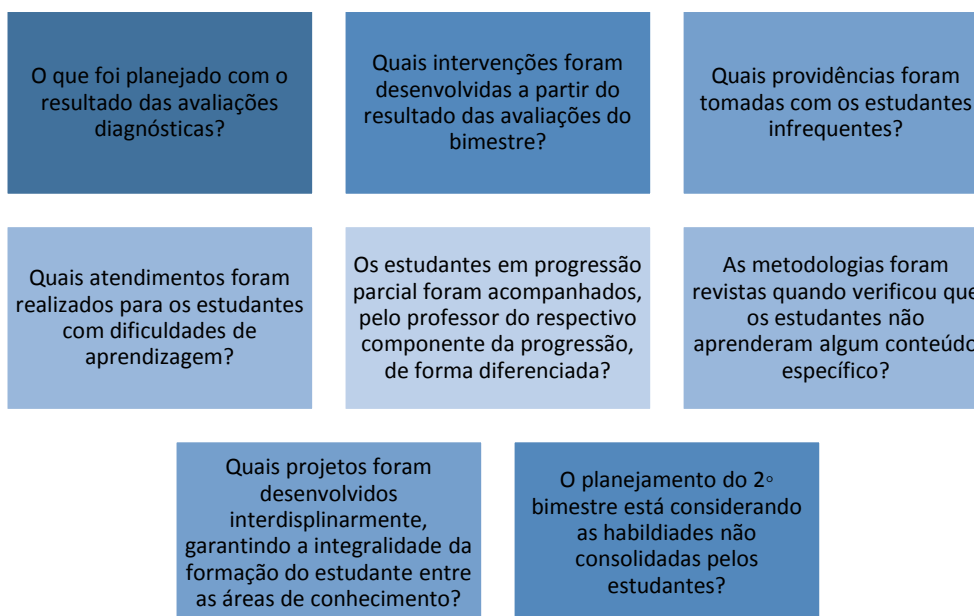 O que foi planejado com o
resultado das avaliações
diagnósticas?
Quais intervenções foram
desenvolvidas a partir do
resultado das avaliações do
bimestre?
Quais providências foram
tomadas com os estudantes
infrequentes?
Quais atendimentos foram
realizados para os estudantes
com dificuldades de
aprendizagem?
Os estudantes em progressão
parcial foram acompanhados,
pelo professor do respectivo
componente da progressão,
de forma diferenciada?
As metodologias foram
revistas quando verificou que
os estudantes não
aprenderam algum conteúdo
específico?
Quais projetos foram
desenvolvidos
interdisplinarmente,
garantindo a integralidade da
formação do estudante entre
as áreas de conhecimento?
O planejamento do 2◦
bimestre está considerando
as habildiades não
consolidadas pelos
estudantes?